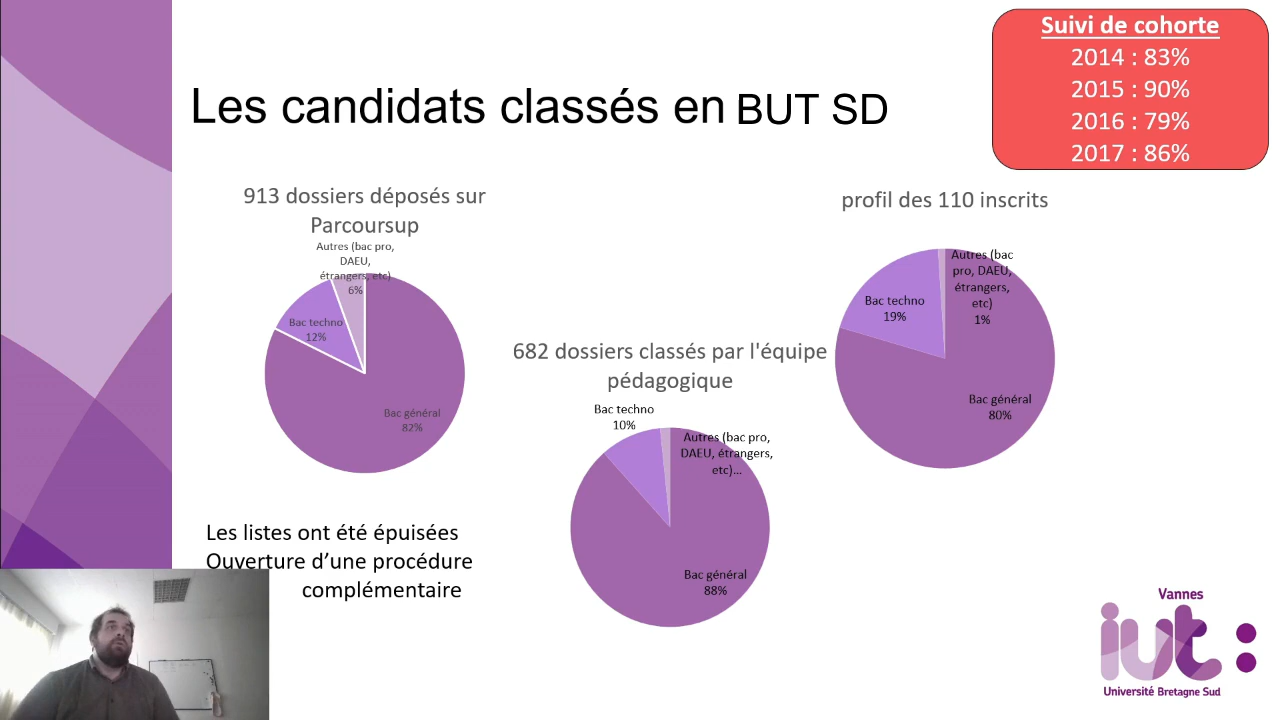 Suivi de cohorte
2014 : 83%
2015 : 90%
2016 : 79%
2017 : 86%
Les candidats classés en BUT SD
913 dossiers déposés sur
Parcoursup
Autres (bac pro,
DAEU,
étrangers, etc)
6%
Bac techno
12%
Bac général
82%
682 dossiers classés par l'équipe
pédagogique
Bac techno
10%
Autres (bac pro,
DAEU, étrangers,
etc)...
Bac général
88%
profil des 110 inscrits
Autres (bac
pro, DAEU,
étrangers,
etc)
1%
Bac techno
19%
Bac général
80%
Les listes ont été épuisées
Ouverture d’une procédure
complémentaire
Vannes
iut:
Université Bretagne Sud